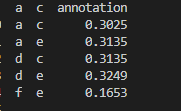 a c annotation
a c 0.3025
a e 0.3135
d c 0.3135
d e 0.3249
f e 0.1653